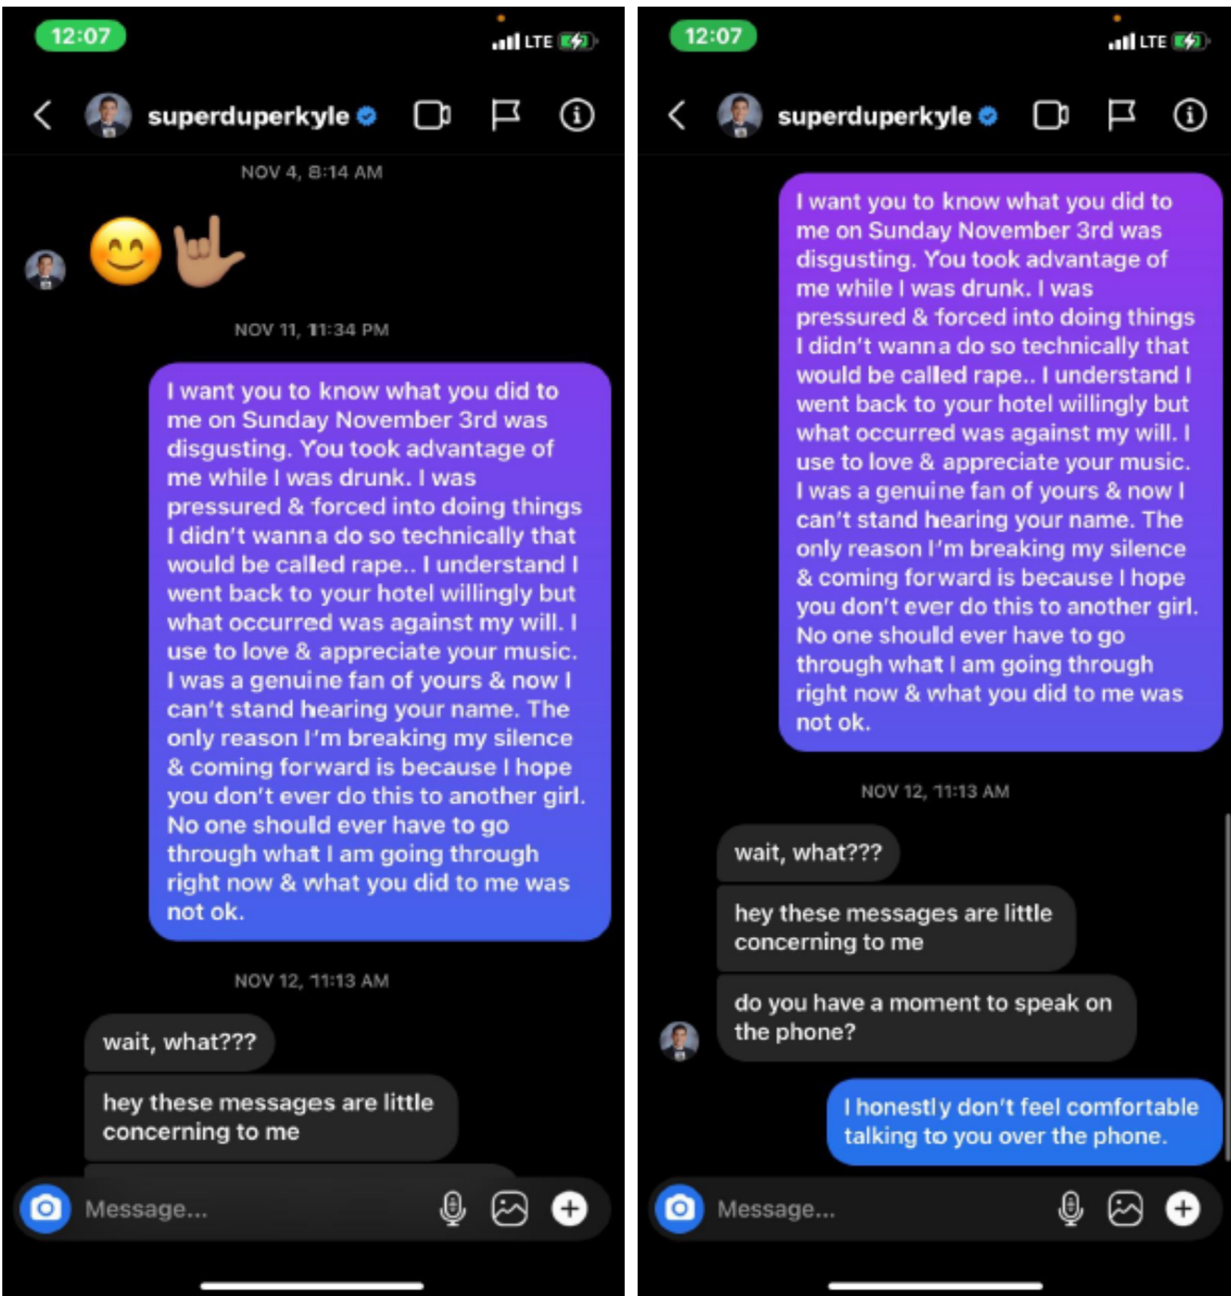 12:07
LTE
superduperkyle
NOV 4, 8:14 AM
NOV 11, 11:34 PM
I want you to know what you did to
me on Sunday November 3rd was
disgusting. You took advantage of
me while I was drunk. I was
pressured & forced into doing things
I didn't wanna do so technically that
would be called rape.. I understand I
went back to your hotel willingly but
what occurred was against my will. I
use to love & appreciate your music.
I was a genuine fan of yours & now I
can't stand hearing your name. The
only reason I'm breaking my silence
& coming forward is because I hope
you don't ever do this to another girl.
No one should ever have to go
through what I am going through
right now & what you did to me was
not ok.
NOV 12, 11:13 AM
wait, what???
hey these messages are little
concerning to me
Message...
12:07
LTE
superduperkyle
I want you to know what you did to
me on Sunday November 3rd was
disgusting. You took advantage of
me while I was drunk. I was
pressured & forced into doing things
I didn't wanna do so technically that
would be called rape.. I understand I
went back to your hotel willingly but
what occurred was against my will. I
use to love & appreciate your music.
I was a genuine fan of yours & now I
can't stand hearing your name. The
only reason I'm breaking my silence
& coming forward is because I hope
you don't ever do this to another girl.
No one should ever have to go
through what I am going through
right now & what you did to me was
not ok.
NOV 12, 11:13 AM
wait, what???
hey these messages are little
concerning to me
do you have a moment to speak on
the phone?
I honestly don't feel comfortable
talking to you over the phone.
Message...